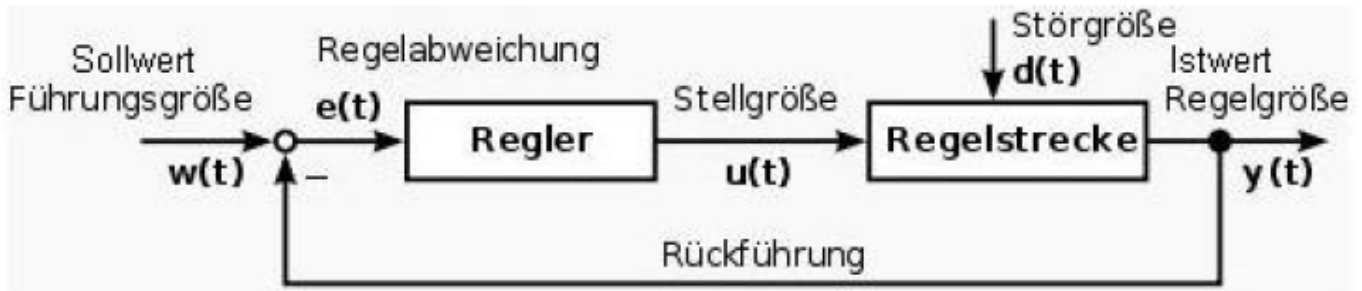 Sollwert
Führungsgröße
w(t)
Regelabweichung
e(t)
–
Regler
Stellgröße
u(t)
Störgröße
d(t)
Regelstrecke
Istwert
Regelgröße
y(t)
Rückführung